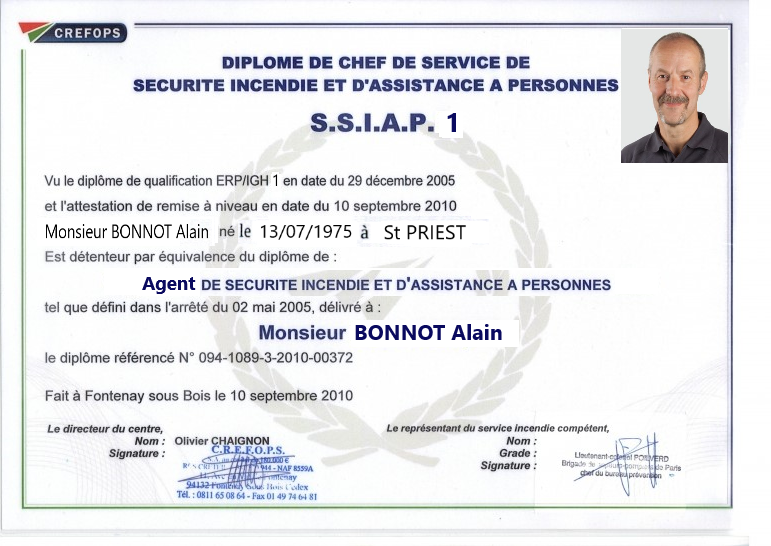 CREFOPS
DIPLOME DE CHEF DE SERVICE DE
SECURITE INCENDIE ET D'ASSISTANCE A PERSONNES
S.S.I.A.P. 1
Vu le diplôme de qualification ERP/IGH 1 en date du 29 décembre 2005
et l'attestation de remise à niveau en date du 10 septembre 2010
Monsieur BONNOT Alain né le 13/07/1975 à St PRIEST
Est détenteur par équivalence du diplôme de :
Agent DE SECURITE INCENDIE ET D'ASSISTANCE A PERSONNES
tel que défini dans l'arrêté du 02 mai 2005, délivré à :
Monsieur BONNOT Alain
le diplôme référencé N° 094-1089-3-2010-00372
Fait à Fontenay sous Bois le 10 septembre 2010
Le directeur du centre,
Nom : Olivier CHAIGNON
Signature :
C.R.E.F.O.P.S.
944 - NAF 8559A
94132 Fontenay Sous Bois Cedex
Tél. : 0811 65 08 64 - Fax 01 49 74 64 81
Le représentant du service incendie compétent,
Nom :
Grade :
Signature :
Lieutenant-colonel
Brigade de sapeurs-pompiers de Paris
chef du bureau prévention